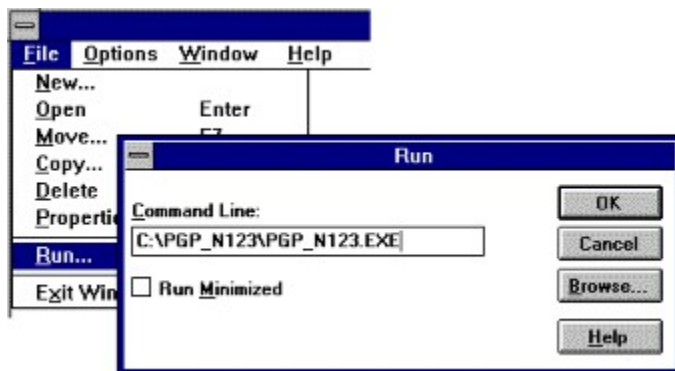 File Options Window Help
New...
Open Enter
Move... F7
Copy...
Delete
Run...
Run
Command Line:
C:\PGP_N123\PGP_N123.EXE
Run Minimized
OK
Cancel
Browse...
Help